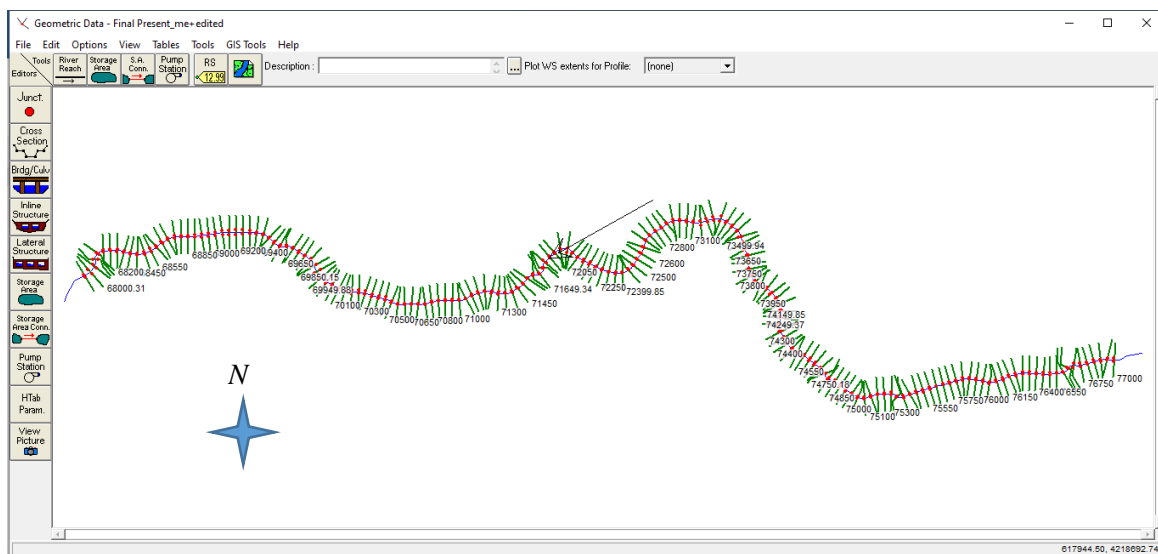 Geometric Data - Final Present_me+edited
File Edit Options View Tables Tools GIS Tools Help
Tools
Editors
River
Reach
Storage
Area
S.A.
Conn.
Pump
Station
RS
12.99
Description :
...
Plot WS extents for Profile:
(none)
Junct.
Cross
Section
Brdg/Culv
Inline
Structure
Lateral
Structure
Storage
Area
Storage
Area Conn.
Pump
Station
HTab
Param.
View
Picture
68000.31
68200
68450
68550
68850
69000
69200
69400
69650
69850.15
69949.88
70100
70300
70500
70650
70800
71000
71300
71450
71649.34
72050
72250
72399.85
72500
72600
72800
73100
73499.94
73650
73750
73800
73950
74149.85
74249.37
74300
74400
74550
74750.18
74850
75000
75100
75300
75550
75750
76000
76150
76400
76550
76750
77000
N
617944.50, 4218692.74